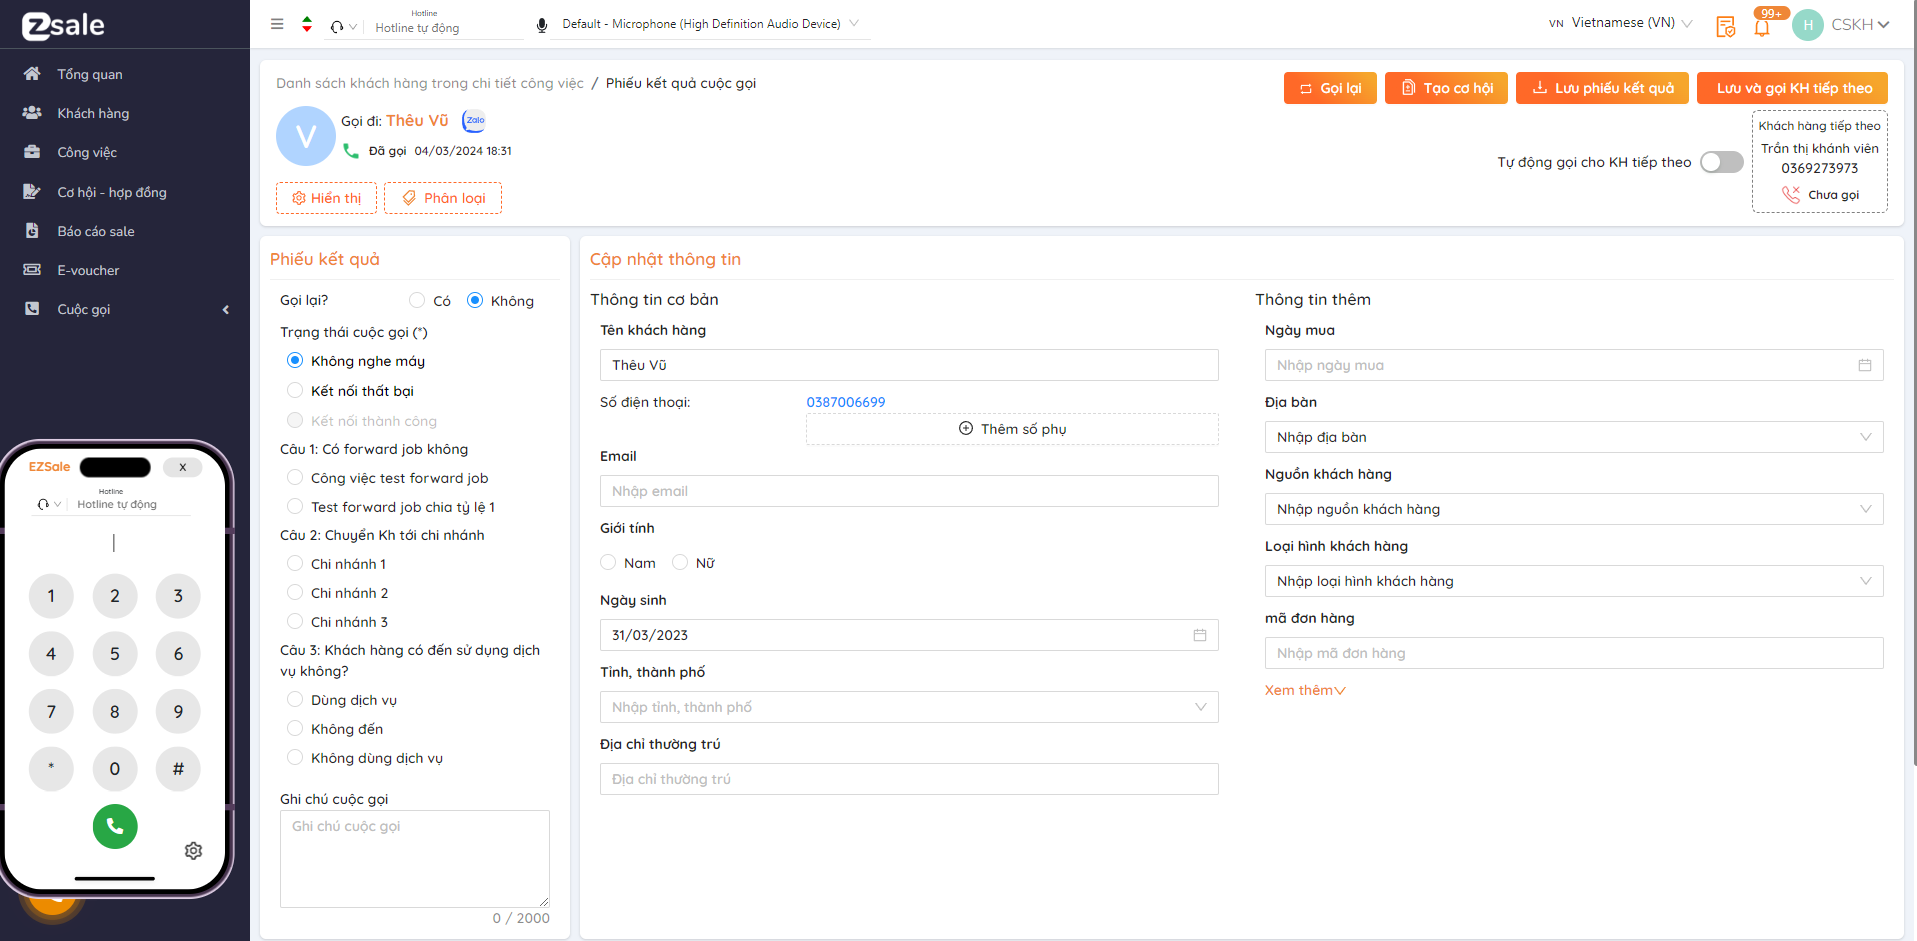 ezsale
Hotline
Hotline tự động
Default - Microphone (High Definition Audio Device)
VN Vietnamese (VN)
99+
H
CSKH
Tổng quan
Khách hàng
Công việc
Cơ hội - hợp đồng
Báo cáo sale
E-voucher
Cuộc gọi
Danh sách khách hàng trong chi tiết công việc / Phiếu kết quả cuộc gọi
Gọi lại
Tạo cơ hội
Lưu phiếu kết quả
Lưu và gọi KH tiếp theo
V
Gọi đi: Thêu Vũ
Zalo
Đã gọi 04/03/2024 18:31
Tự động gọi cho KH tiếp theo
Khách hàng tiếp theo
Trần thị khánh viên
0369273973
Chưa gọi
Hiển thị
Phân loại
Phiếu kết quả
Gọi lại?
Có
Không
Trạng thái cuộc gọi (*)
Không nghe máy
Kết nối thất bại
Kết nối thành công
Câu 1: Có forward job không
Công việc test forward job
Test forward job chia tỷ lệ 1
Câu 2: Chuyển Kh tới chi nhánh
Chi nhánh 1
Chi nhánh 2
Chi nhánh 3
Câu 3: Khách hàng có đến sử dụng dịch
vụ không?
Dùng dịch vụ
Không đến
Không dùng dịch vụ
Ghi chú cuộc gọi
Ghi chú cuộc gọi
0 / 2000
Cập nhật thông tin
Thông tin cơ bản
Tên khách hàng
Thêu Vũ
Số điện thoại:
0387006699
Thêm số phụ
Email
Nhập email
Giới tính
Nam
Nữ
Ngày sinh
31/03/2023
Tỉnh, thành phố
Nhập tỉnh, thành phố
Địa chỉ thường trú
Địa chỉ thường trú
Thông tin thêm
Ngày mua
Nhập ngày mua
Địa bàn
Nhập địa bàn
Nguồn khách hàng
Nhập nguồn khách hàng
Loại hình khách hàng
Nhập loại hình khách hàng
mã đơn hàng
Nhập mã đơn hàng
Xem thêm
EZSale
X
Hotline
Hotline tự động
1 2 3
4 5 6
7 8 9
* 0 #